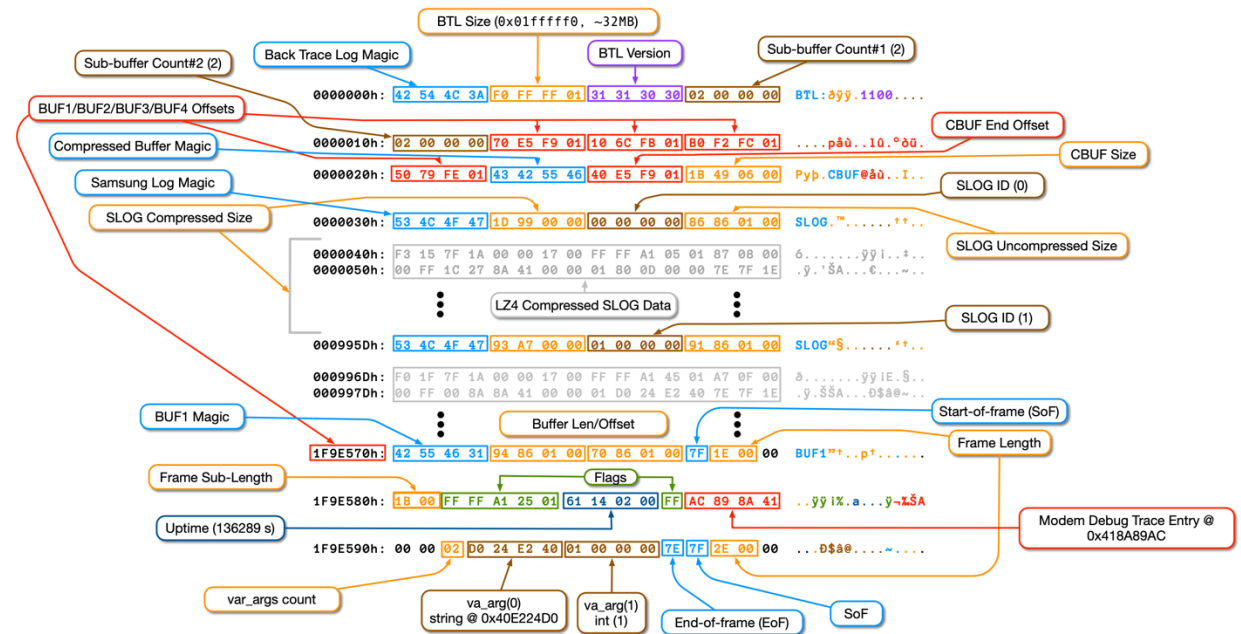 BTL Size (0x01fffff0, ~32MB)
Back Trace Log Magic
BTL Version
Sub-buffer Count#1 (2)
Sub-buffer Count#2 (2)
0000000h: 42 54 4C 3A F0 FF FF 01 31 31 30 30 02 00 00 00 BTL:ðÿÿ.1100....
BUF1/BUF2/BUF3/BUF4 Offsets
CBUF End Offset
0000010h: 02 00 00 00 70 E5 F9 01 10 6C FB 01 B0 F2 FC 01 ....påù..lû.°òü.
Compressed Buffer Magic
CBUF Size
0000020h: 50 79 FE 01 43 42 55 46 40 E5 F9 01 1B 49 06 00 Pyþ.CBUF@åù..I..
Samsung Log Magic
SLOG ID (0)
SLOG Compressed Size
0000030h: 53 4C 4F 47 1D 99 00 00 00 00 00 00 86 86 01 00 SLOG.™......††..
SLOG Uncompressed Size
0000040h: F3 15 7F 1A 00 00 17 00 FF FF A1 05 01 87 08 00 ó.......ÿÿ¡..‡..
0000050h: 00 FF 1C 27 8A 41 00 00 01 80 0D 00 00 7E 7F 1E .ÿ.'ŠA...€...~..
LZ4 Compressed SLOG Data
SLOG ID (1)
000995Dh: 53 4C 4F 47 93 A7 00 00 01 00 00 00 91 86 01 00 SLOG“§......‘†..
000996Dh: F0 1F 7F 1A 00 00 17 00 FF FF A1 45 01 A7 0F 00 ð.......ÿÿ¡E.§..
000997Dh: 00 FF 00 8A 8A 41 00 00 01 D0 24 E2 40 7E 7F 1E .ÿ.ŠŠA...Ð$â@~..
BUF1 Magic
Buffer Len/Offset
Start-of-frame (SoF)
1F9E570h: 42 55 46 31 94 86 01 00 70 86 01 00 7F 1E 00 00 BUF1”†..p†......
Frame Length
Frame Sub-Length
Flags
1F9E580h: 18 00 FF FF A1 25 01 61 14 02 00 FF AC 89 8A 41 ..ÿÿ¡%.a...ÿ¬‰ŠA
Uptime (136289 s)
Modem Debug Trace Entry @
0x418A89AC
1F9E590h: 00 00 02 D0 24 E2 40 01 00 00 00 7E 7F 2E 00 00 ...Ð$â@....~....
var_args count
va_arg(0)
string @ 0x40E224D0
va_arg(1)
int (1)
End-of-frame (EoF)
SoF